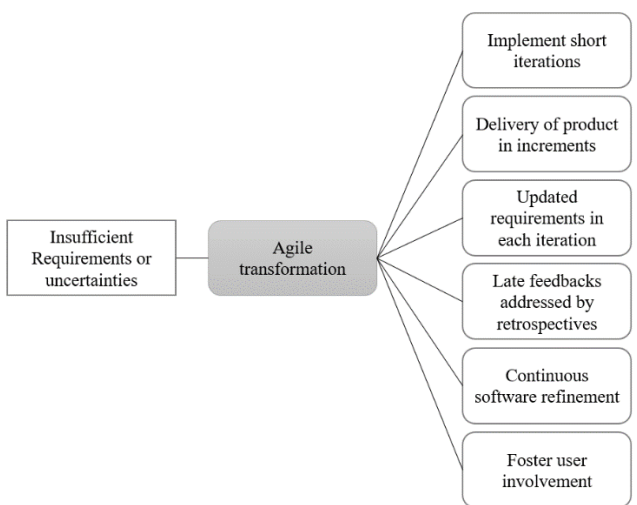 Implement short
iterations
Delivery of product
in increments
Updated
requirements in
each iteration
Insufficient
Requirements or
uncertainties
Agile
transformation
Late feedbacks
addressed by
retrospectives
Continuous
software refinement
Foster user
involvement